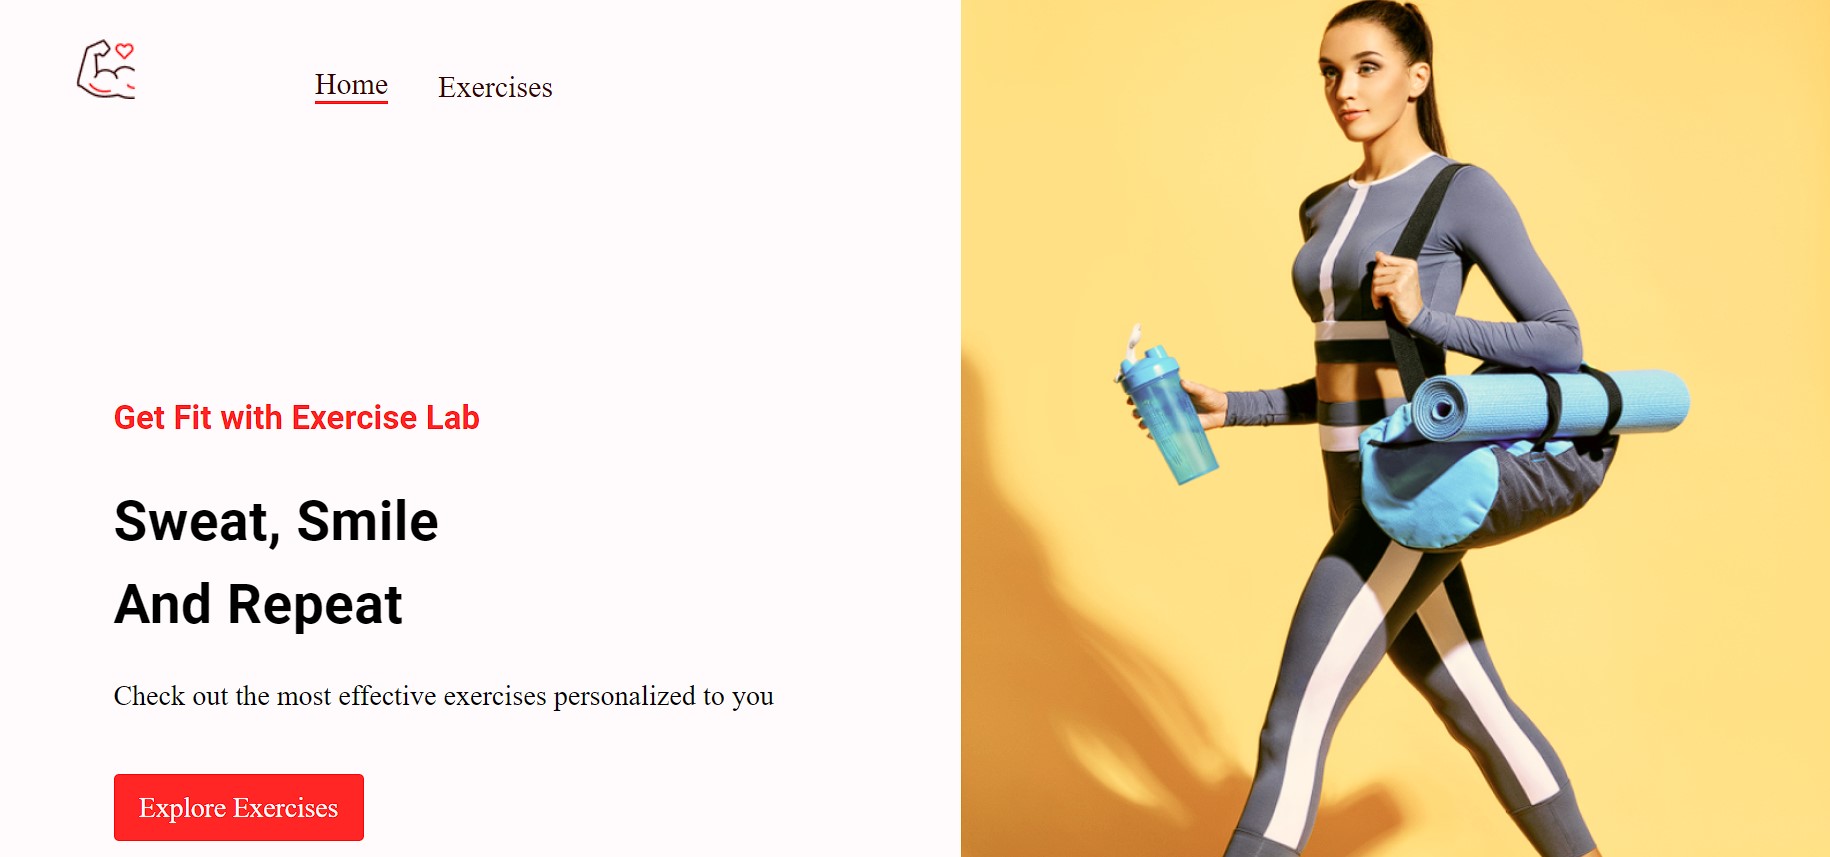 Home
Exercises
Get Fit with Exercise Lab
Sweat, Smile
And Repeat
Check out the most effective exercises personalized to you
Explore Exercises